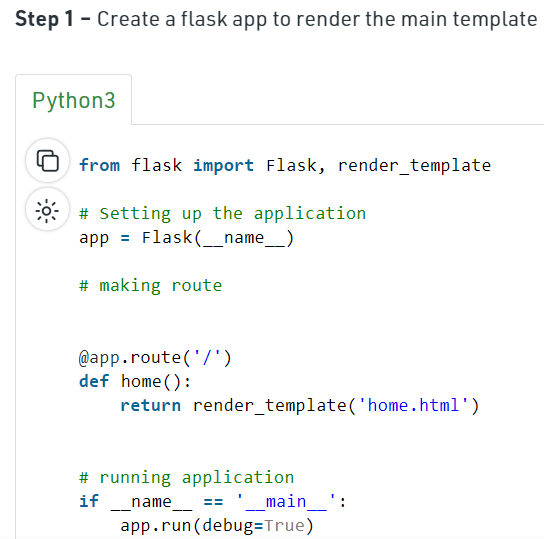 Step 1 – Create a flask app to render the main template
Python3
from flask import Flask, render_template
# Setting up the application
app = Flask(__name__)
# making route
@app.route('/')
def home():
    return render_template('home.html')
# running application
if __name__ == '__main__':
    app.run(debug=True)